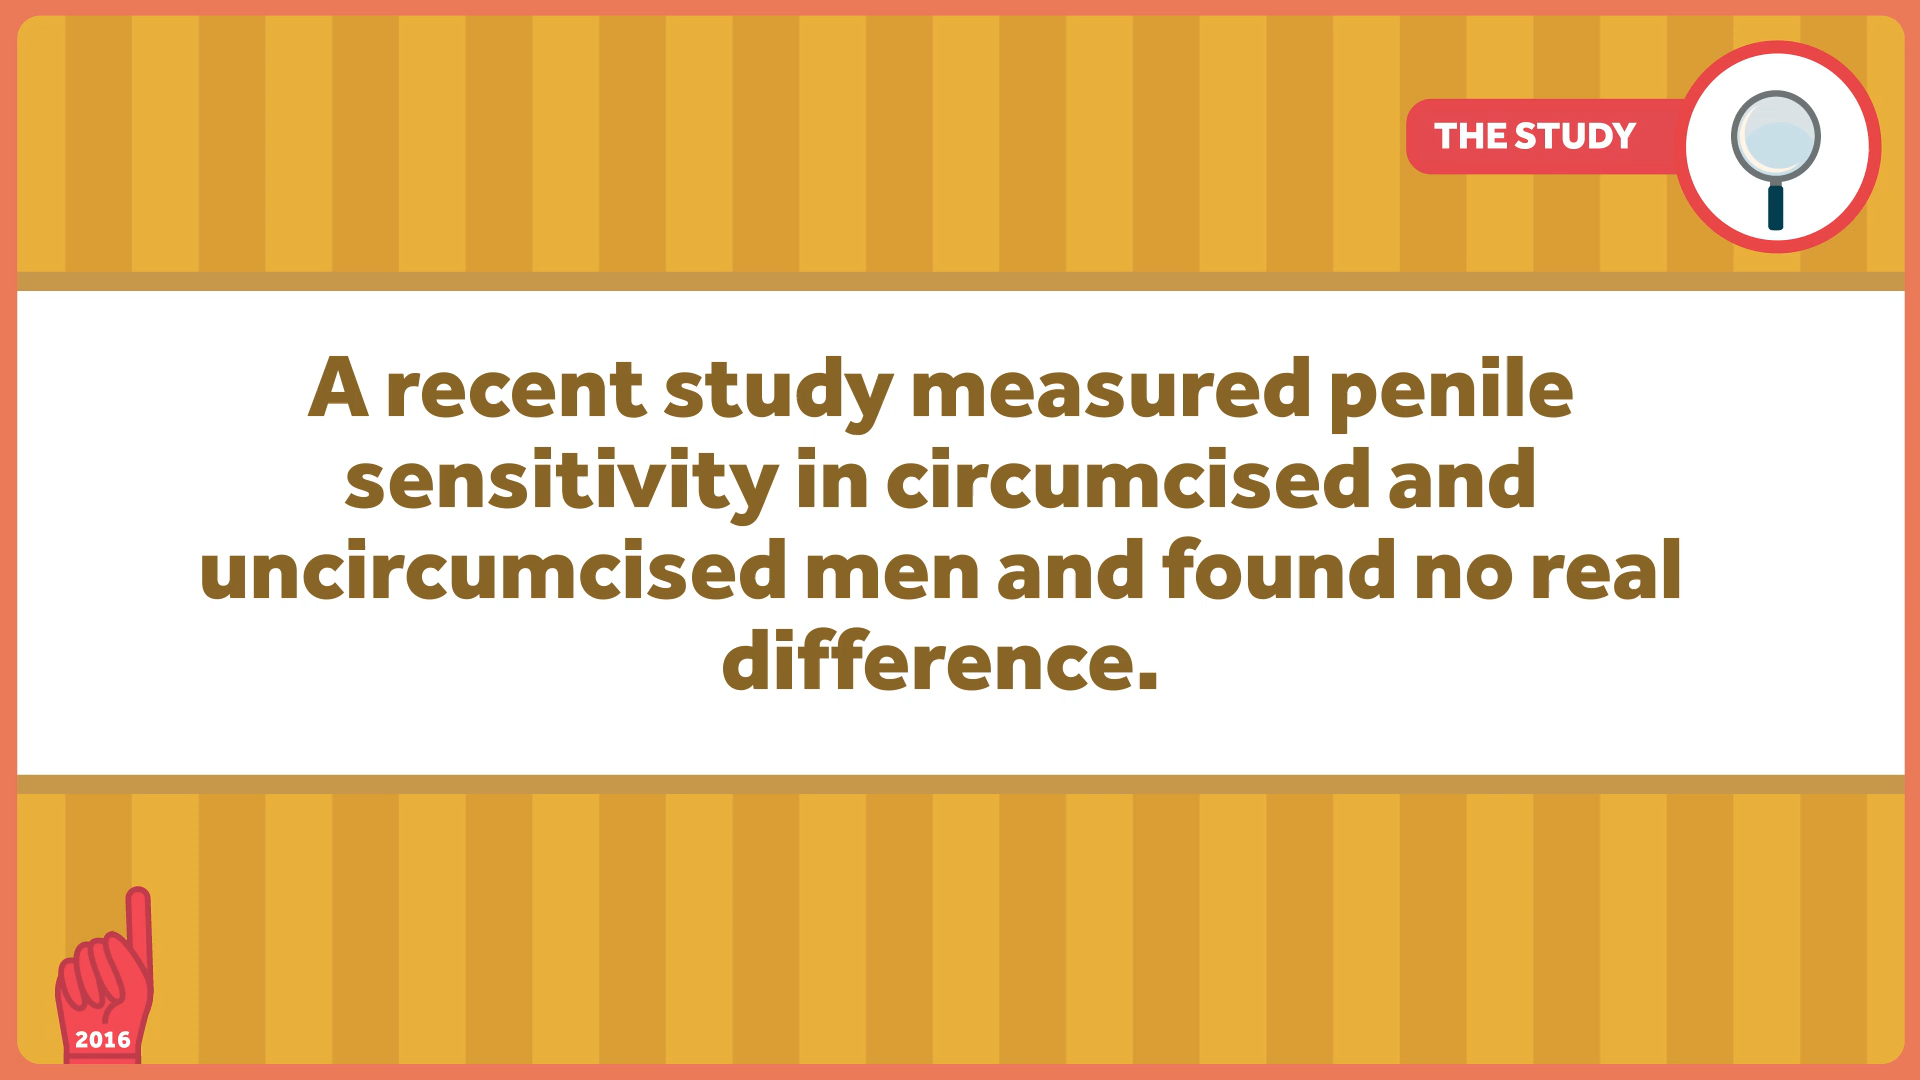 THE STUDY
A recent study measured penile
sensitivity in circumcised and
uncircumcised men and found no real
difference.
2016